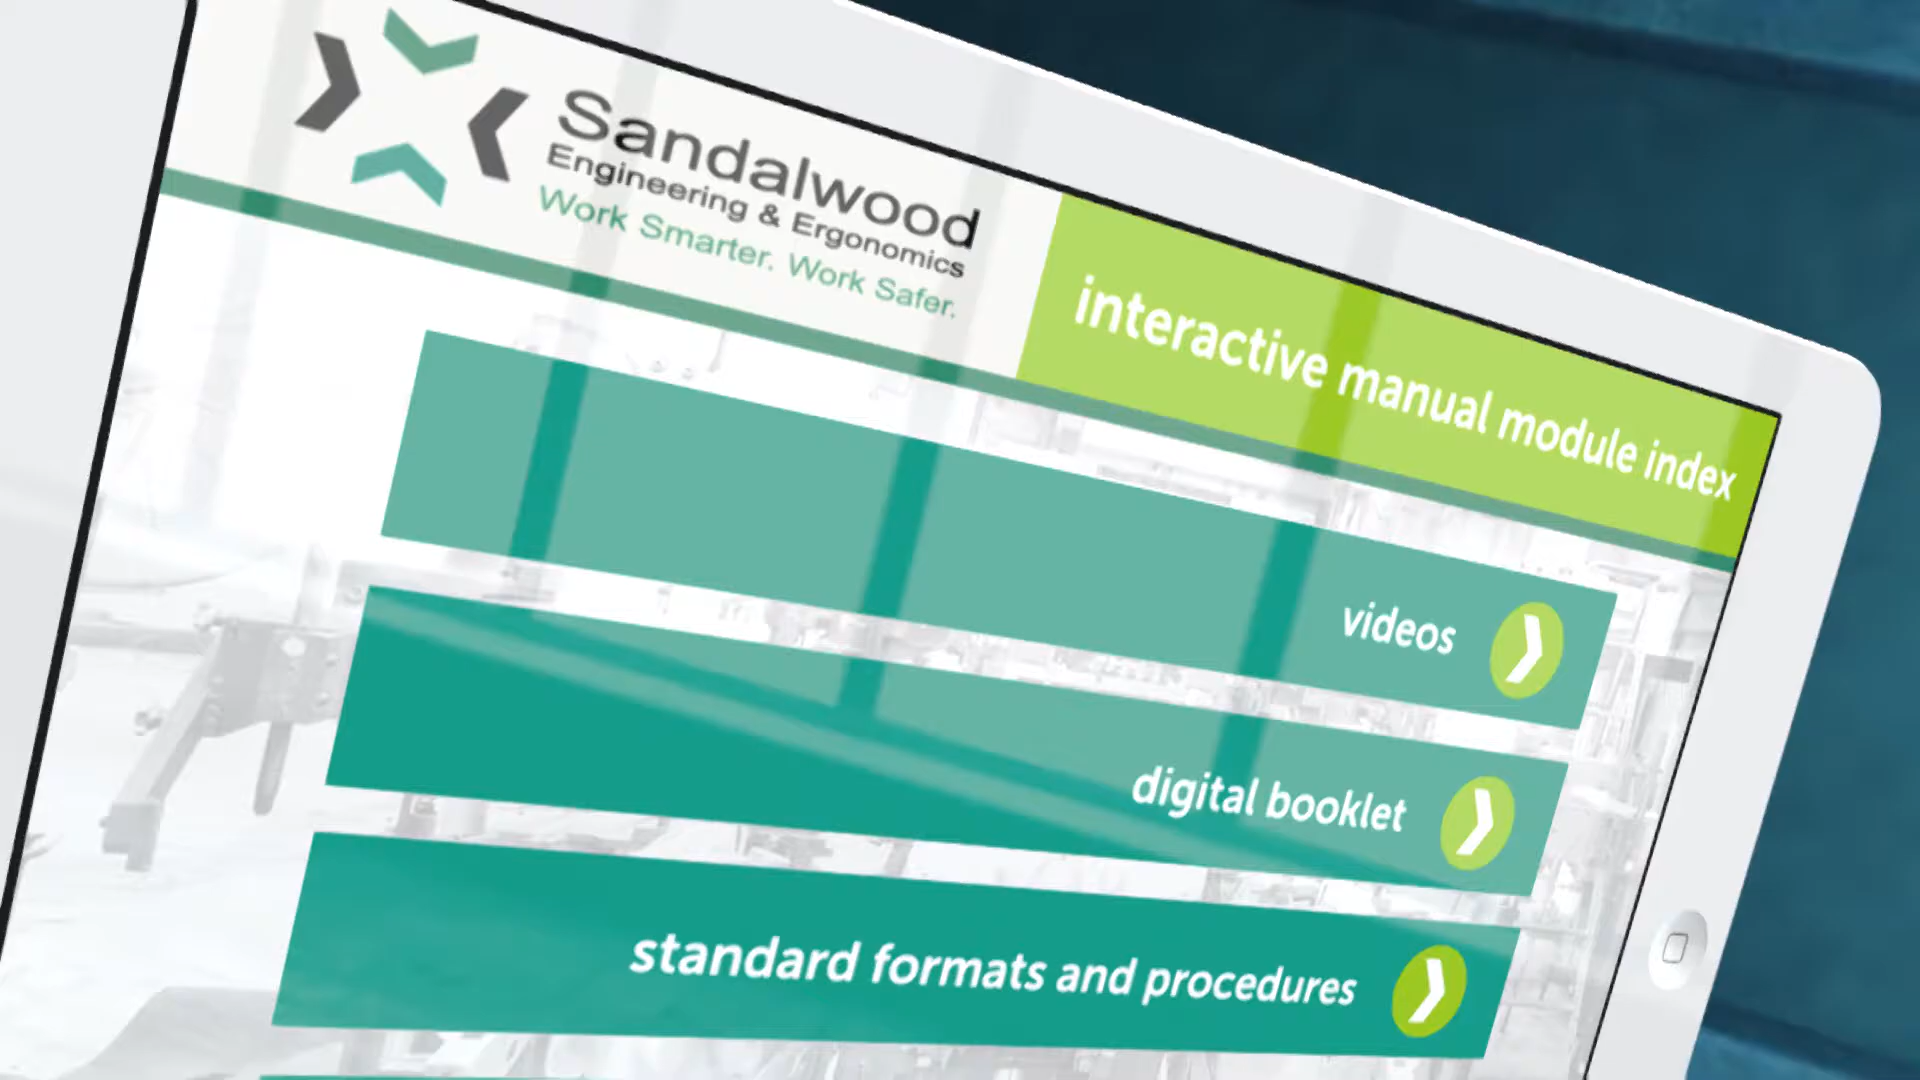 Sandalwood
Engineering & Ergonomics
Work Smarter. Work Safer.
interactive manual module index
videos
digital booklet
standard formats and procedures